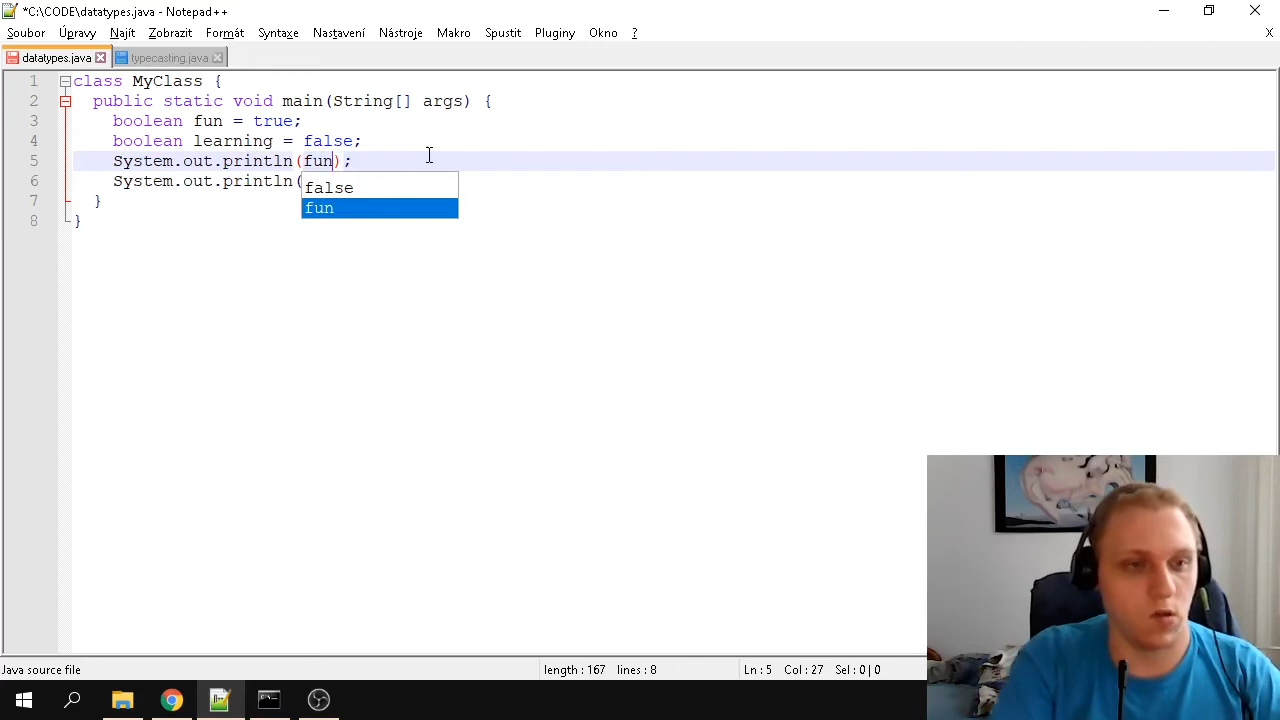 *C:\CODE\datatypes.java - Notepad++
Soubor Úpravy Najít Zobrazit Formát Syntaxe Nastavení Nástroje Makro Spustit Pluginy Okno ? X
datatypes.java typecasting.java
1 class MyClass {
2 public static void main(String[] args) {
3 boolean fun = true;
4 boolean learning = false;
5 System.out.println(fun);
6 System.out.println(
7 }
8 }
false
fun
Java source file length : 167 lines : 8 Ln : 5 Col : 27 Sel : 0 | 0